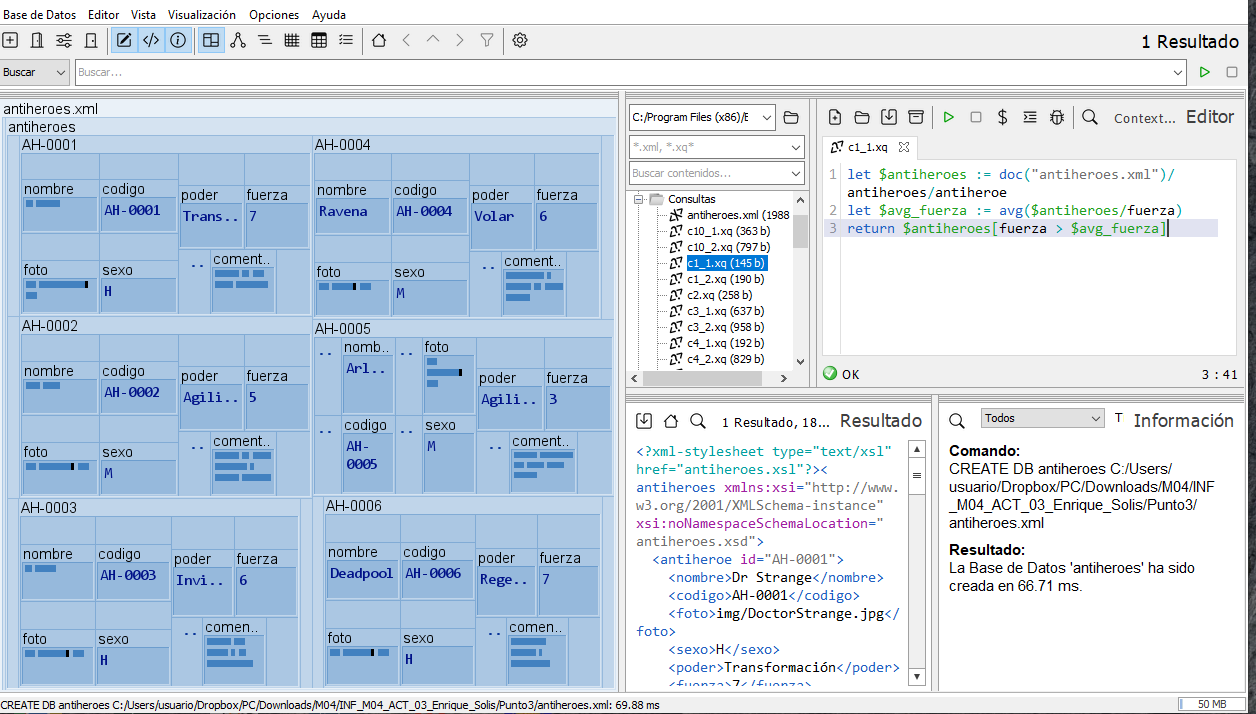 Base de Datos Editor Vista Visualización Opciones Ayuda
1 Resultado
Buscar Buscar...
antiheroes.xml
antiheroes
AH-0001
nombre
codigo
AH-0001
poder
Trans..
fuerza
7
foto
sexo
H
..
coment..
AH-0004
nombre
Ravena
codigo
AH-0004
poder
Volar
fuerza
6
foto
sexo
M
..
coment..
AH-0002
nombre
codigo
AH-0002
poder
Agili..
fuerza
5
foto
sexo
M
..
coment..
AH-0005
..
nomb..
Arl..
..
foto
poder
Agili..
fuerza
3
..
codigo
AH-
0005
..
sexo
M
..
coment..
AH-0003
nombre
codigo
AH-0003
poder
Invi..
fuerza
6
foto
sexo
H
..
comen..
AH-0006
nombre
Deadpool
codigo
AH-0006
poder
Rege..
fuerza
7
foto
sexo
H
..
comen..
C:/Program Files (x86)/E
*.xml, *.xq*
Buscar contenidos...
Consultas
antiheroes.xml (1988
c10_1.xq (363 b)
c10_2.xq (797 b)
c1_1.xq (145 b)
c1_2.xq (190 b)
c2.xq (258 b)
c3_1.xq (637 b)
c3_2.xq (958 b)
c4_1.xq (192 b)
c4_2.xq (829 b)
$ Context... Editor
c1_1.xq
1 let $antiheroes := doc("antiheroes.xml")/
antiheroes/antiheroe
2 let $avg_fuerza := avg($antiheroes/fuerza)
3 return $antiheroes[fuerza > $avg_fuerza]
OK 3 : 41
1 Resultado, 18... Resultado
<?xml-stylesheet type="text/xsl"
href="antiheroes.xsl"?><
antiheroes xmlns:xsi="http://www.
w3.org/2001/XMLSchema-instance"
xsi:noNamespaceSchemaLocation="
antiheroes.xsd">
<antiheroe id="AH-0001">
<nombre>Dr Strange</nombre>
<codigo>AH-0001</codigo>
<foto>img/DoctorStrange.jpg</
foto>
<sexo>H</sexo>
<poder>Transformación</poder>
<fuerza>7</fuerza>
Todos T Información
Comando:
CREATE DB antiheroes C:/Users/
usuario/Dropbox/PC/Downloads/M04/INF
_M04_ACT_03_Enrique_Solis/Punto3/
antiheroes.xml
Resultado:
La Base de Datos 'antiheroes' ha sido
creada en 66.71 ms.
CREATE DB antiheroes C:/Users/usuario/Dropbox/PC/Downloads/M04/INF_M04_ACT_03_Enrique_Solis/Punto3/antiheroes.xml: 69.88 ms
50 MB